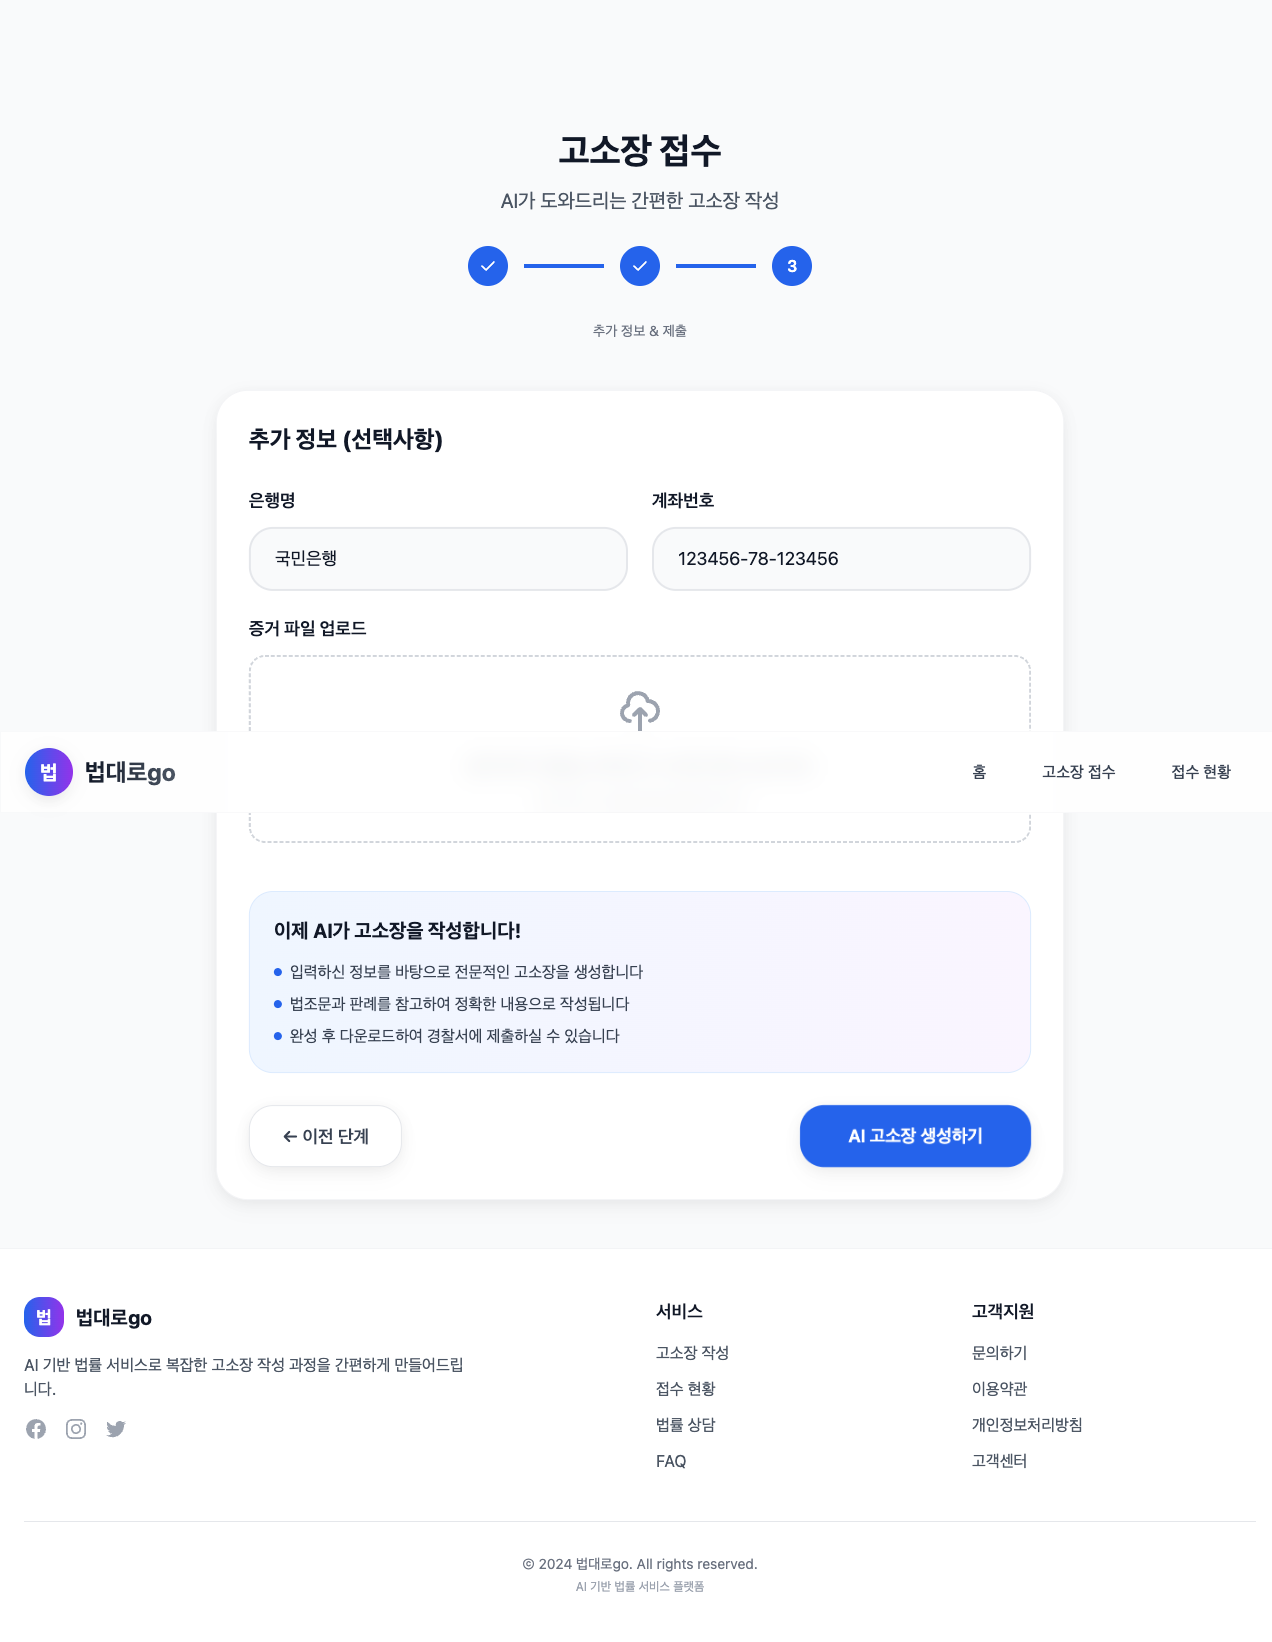 고소장 접수
AI가 도와드리는 간편한 고소장 작성
3
추가 정보 & 제출
추가 정보 (선택사항)
은행명
계좌번호
국민은행
123456-78-123456
증거 파일 업로드
법 법대로go
홈
고소장 접수
접수 현황
이제 AI가 고소장을 작성합니다!
입력하신 정보를 바탕으로 전문적인 고소장을 생성합니다
법조문과 판례를 참고하여 정확한 내용으로 작성됩니다
완성 후 다운로드하여 경찰서에 제출하실 수 있습니다
← 이전 단계
AI 고소장 생성하기
법 법대로go
AI 기반 법률 서비스로 복잡한 고소장 작성 과정을 간편하게 만들어드립
니다.
서비스
고소장 작성
접수 현황
법률 상담
FAQ
고객지원
문의하기
이용약관
개인정보처리방침
고객센터
© 2024 법대로go. All rights reserved.
AI 기반 법률 서비스 플랫폼